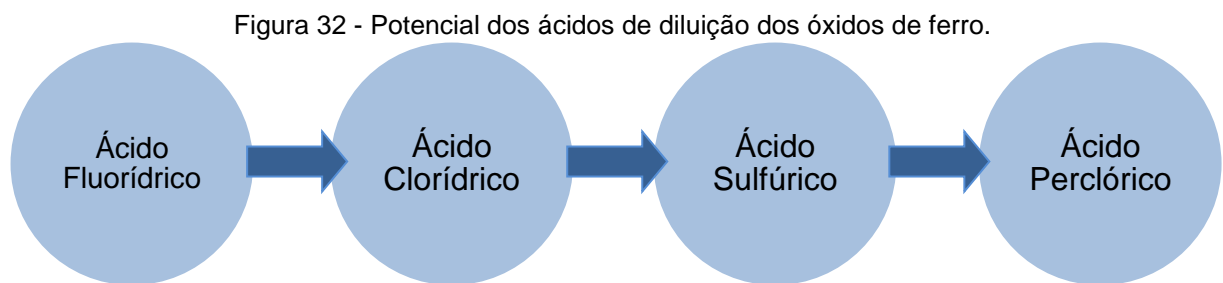 Figura 32 - Potencial dos ácidos de diluição dos óxidos de ferro.
Ácido
Fluorídrico
Ácido
Clorídrico
Ácido
Sulfúrico
Ácido
Perclórico